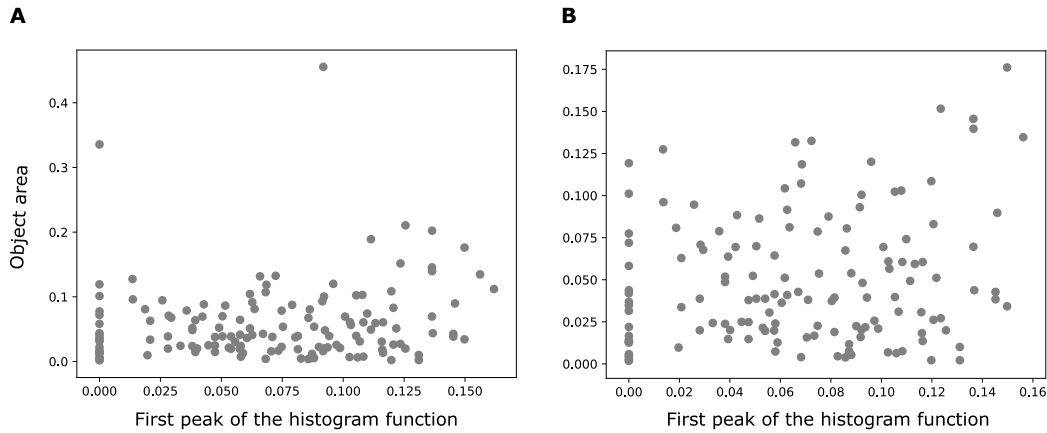 A
B
0.4
0.3
0.2
0.1
0.0
Object area
0.000 0.025 0.050 0.075 0.100 0.125 0.150
First peak of the histogram function
0.175
0.150
0.125
0.100
0.075
0.050
0.025
0.000
0.00 0.02 0.04 0.06 0.08 0.10 0.12 0.14 0.16
First peak of the histogram function